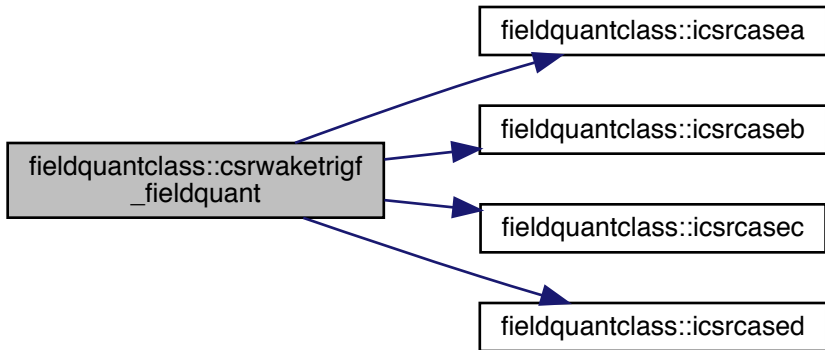 fieldquantclass::icsrcasea
fieldquantclass::icsrcaseb
fieldquantclass::csrwaketrigf
_fieldquant
fieldquantclass::icsrcasec
fieldquantclass::icsrcased